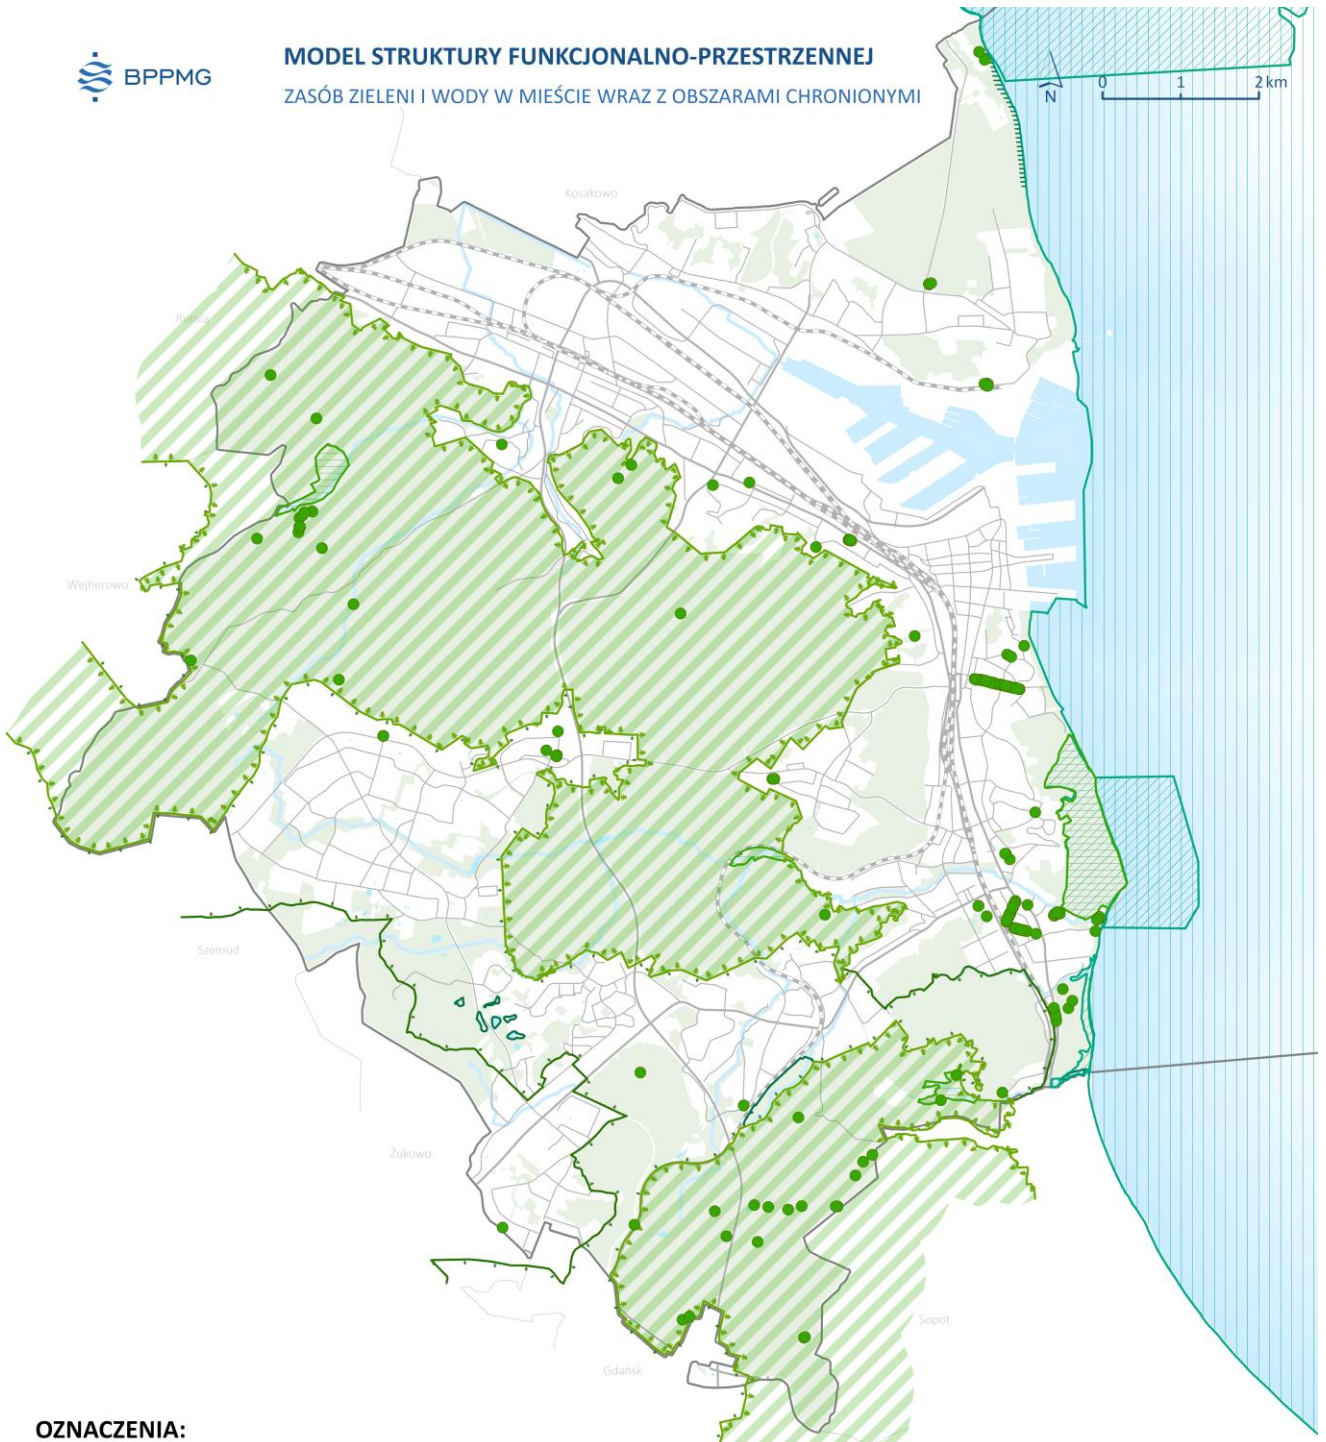 BPPMG
MODEL STRUKTURY FUNKCJONALNO-PRZESTRZENNEJ
ZASÓB ZIELENI I WODY W MIEŚCIE WRAZ Z OBSZARAMI CHRONIONYMI
N
0 1 2 km
Kosakowo
Rumia
Wejherowo
Szemud
Żukowo
Sopot
Gdańsk
OZNACZENIA: